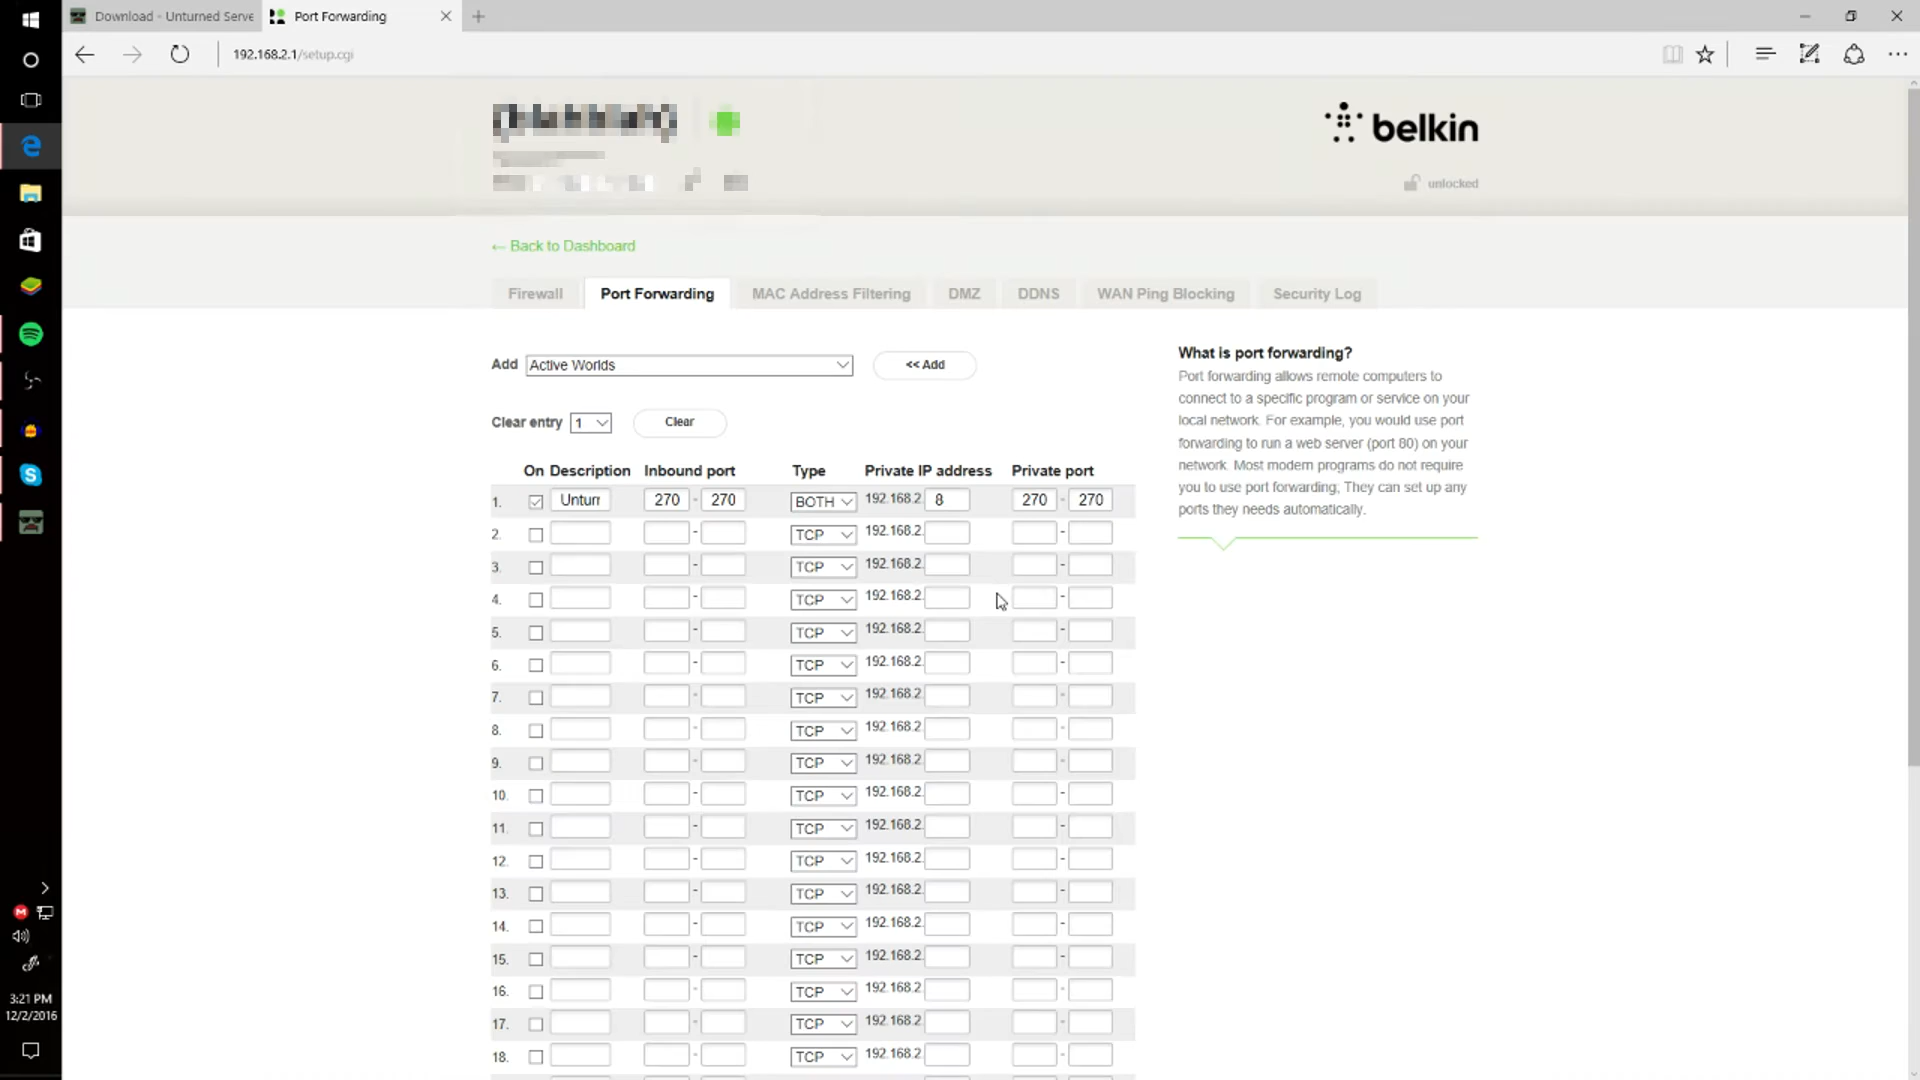 Download - Unturned Serve
Port Forwarding
192.168.2.1/setup.cgi
belkin
unlocked
← Back to Dashboard
Firewall Port Forwarding MAC Address Filtering DMZ DDNS WAN Ping Blocking Security Log
Add Active Worlds << Add
Clear entry 1 Clear
On Description Inbound port Type Private IP address Private port
1. Unturr 270 - 270 BOTH 192.168.2. 8 270 - 270
2. - TCP 192.168.2. -
3. - TCP 192.168.2. -
4. - TCP 192.168.2. -
5. - TCP 192.168.2. -
6. - TCP 192.168.2. -
7. - TCP 192.168.2. -
8. - TCP 192.168.2. -
9. - TCP 192.168.2. -
10. - TCP 192.168.2. -
11. - TCP 192.168.2. -
12. - TCP 192.168.2. -
13. - TCP 192.168.2. -
14. - TCP 192.168.2. -
15. - TCP 192.168.2. -
16. - TCP 192.168.2. -
17. - TCP 192.168.2. -
18. - TCP 192.168.2. -
What is port forwarding?
Port forwarding allows remote computers to
connect to a specific program or service on your
local network. For example, you would use port
forwarding to run a web server (port 80) on your
network. Most modern programs do not require
you to use port forwarding; They can set up any
ports they needs automatically.
3:21 PM
12/2/2016